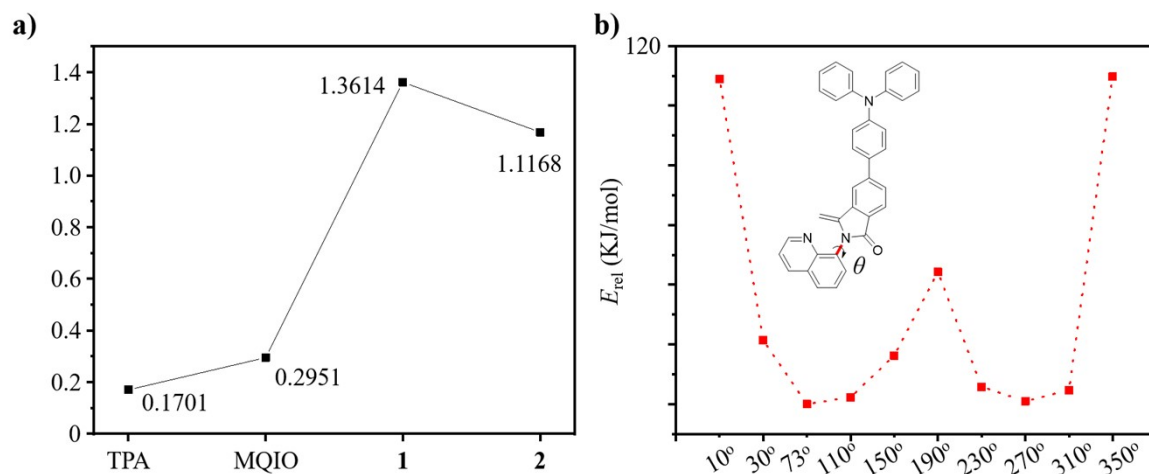 a)
1.4
1.2
1.0
0.8
0.6
0.4
0.2
0
1.3614
1.1168
0.2951
0.1701
TPA MQIO 1 2
b)
120
E_rel (KJ/mol)
N
N
N
O
θ
10° 30° 73° 110° 150° 190° 230° 270° 310° 350°